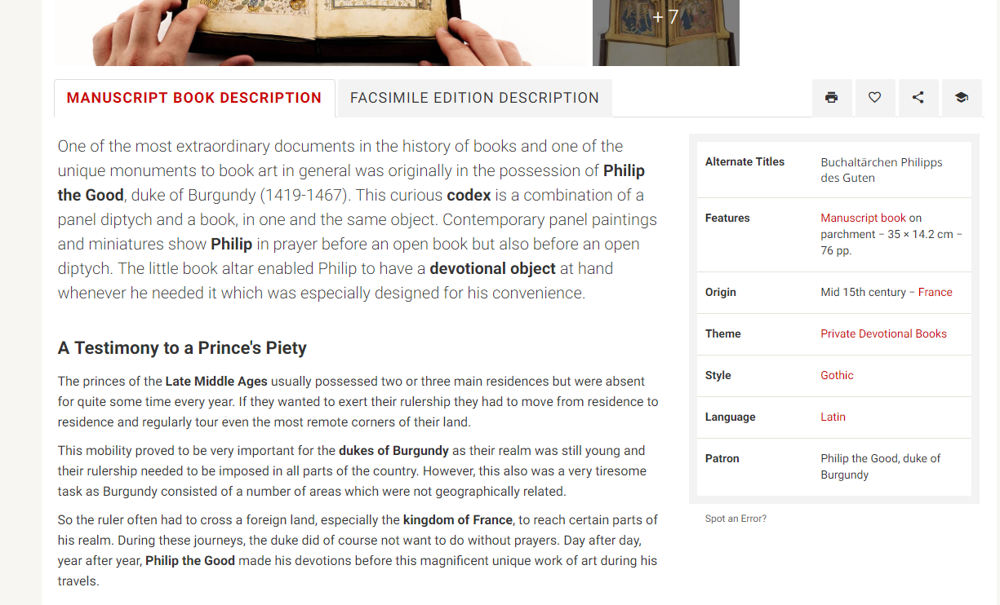 + 7
MANUSCRIPT BOOK DESCRIPTION
FACSIMILE EDITION DESCRIPTION
One of the most extraordinary documents in the history of books and one of the
unique monuments to book art in general was originally in the possession of Philip
the Good, duke of Burgundy (1419-1467). This curious codex is a combination of a
panel diptych and a book, in one and the same object. Contemporary panel paintings
and miniatures show Philip in prayer before an open book but also before an open
diptych. The little book altar enabled Philip to have a devotional object at hand
whenever he needed it which was especially designed for his convenience.
A Testimony to a Prince's Piety
The princes of the Late Middle Ages usually possessed two or three main residences but were absent
for quite some time every year. If they wanted to exert their rulership they had to move from residence to
residence and regularly tour even the most remote corners of their land.
This mobility proved to be very important for the dukes of Burgundy as their realm was still young and
their rulership needed to be imposed in all parts of the country. However, this also was a very tiresome
task as Burgundy consisted of a number of areas which were not geographically related.
So the ruler often had to cross a foreign land, especially the kingdom of France, to reach certain parts of
his realm. During these journeys, the duke did of course not want to do without prayers. Day after day,
year after year, Philip the Good made his devotions before this magnificent unique work of art during his
travels.
Alternate Titles
Buchaltärchen Philipps
des Guten
Features
Manuscript book on
parchment − 35 × 14.2 cm −
76 pp.
Origin
Mid 15th century − France
Theme
Private Devotional Books
Style
Gothic
Language
Latin
Patron
Philip the Good, duke of
Burgundy
Spot an Error?